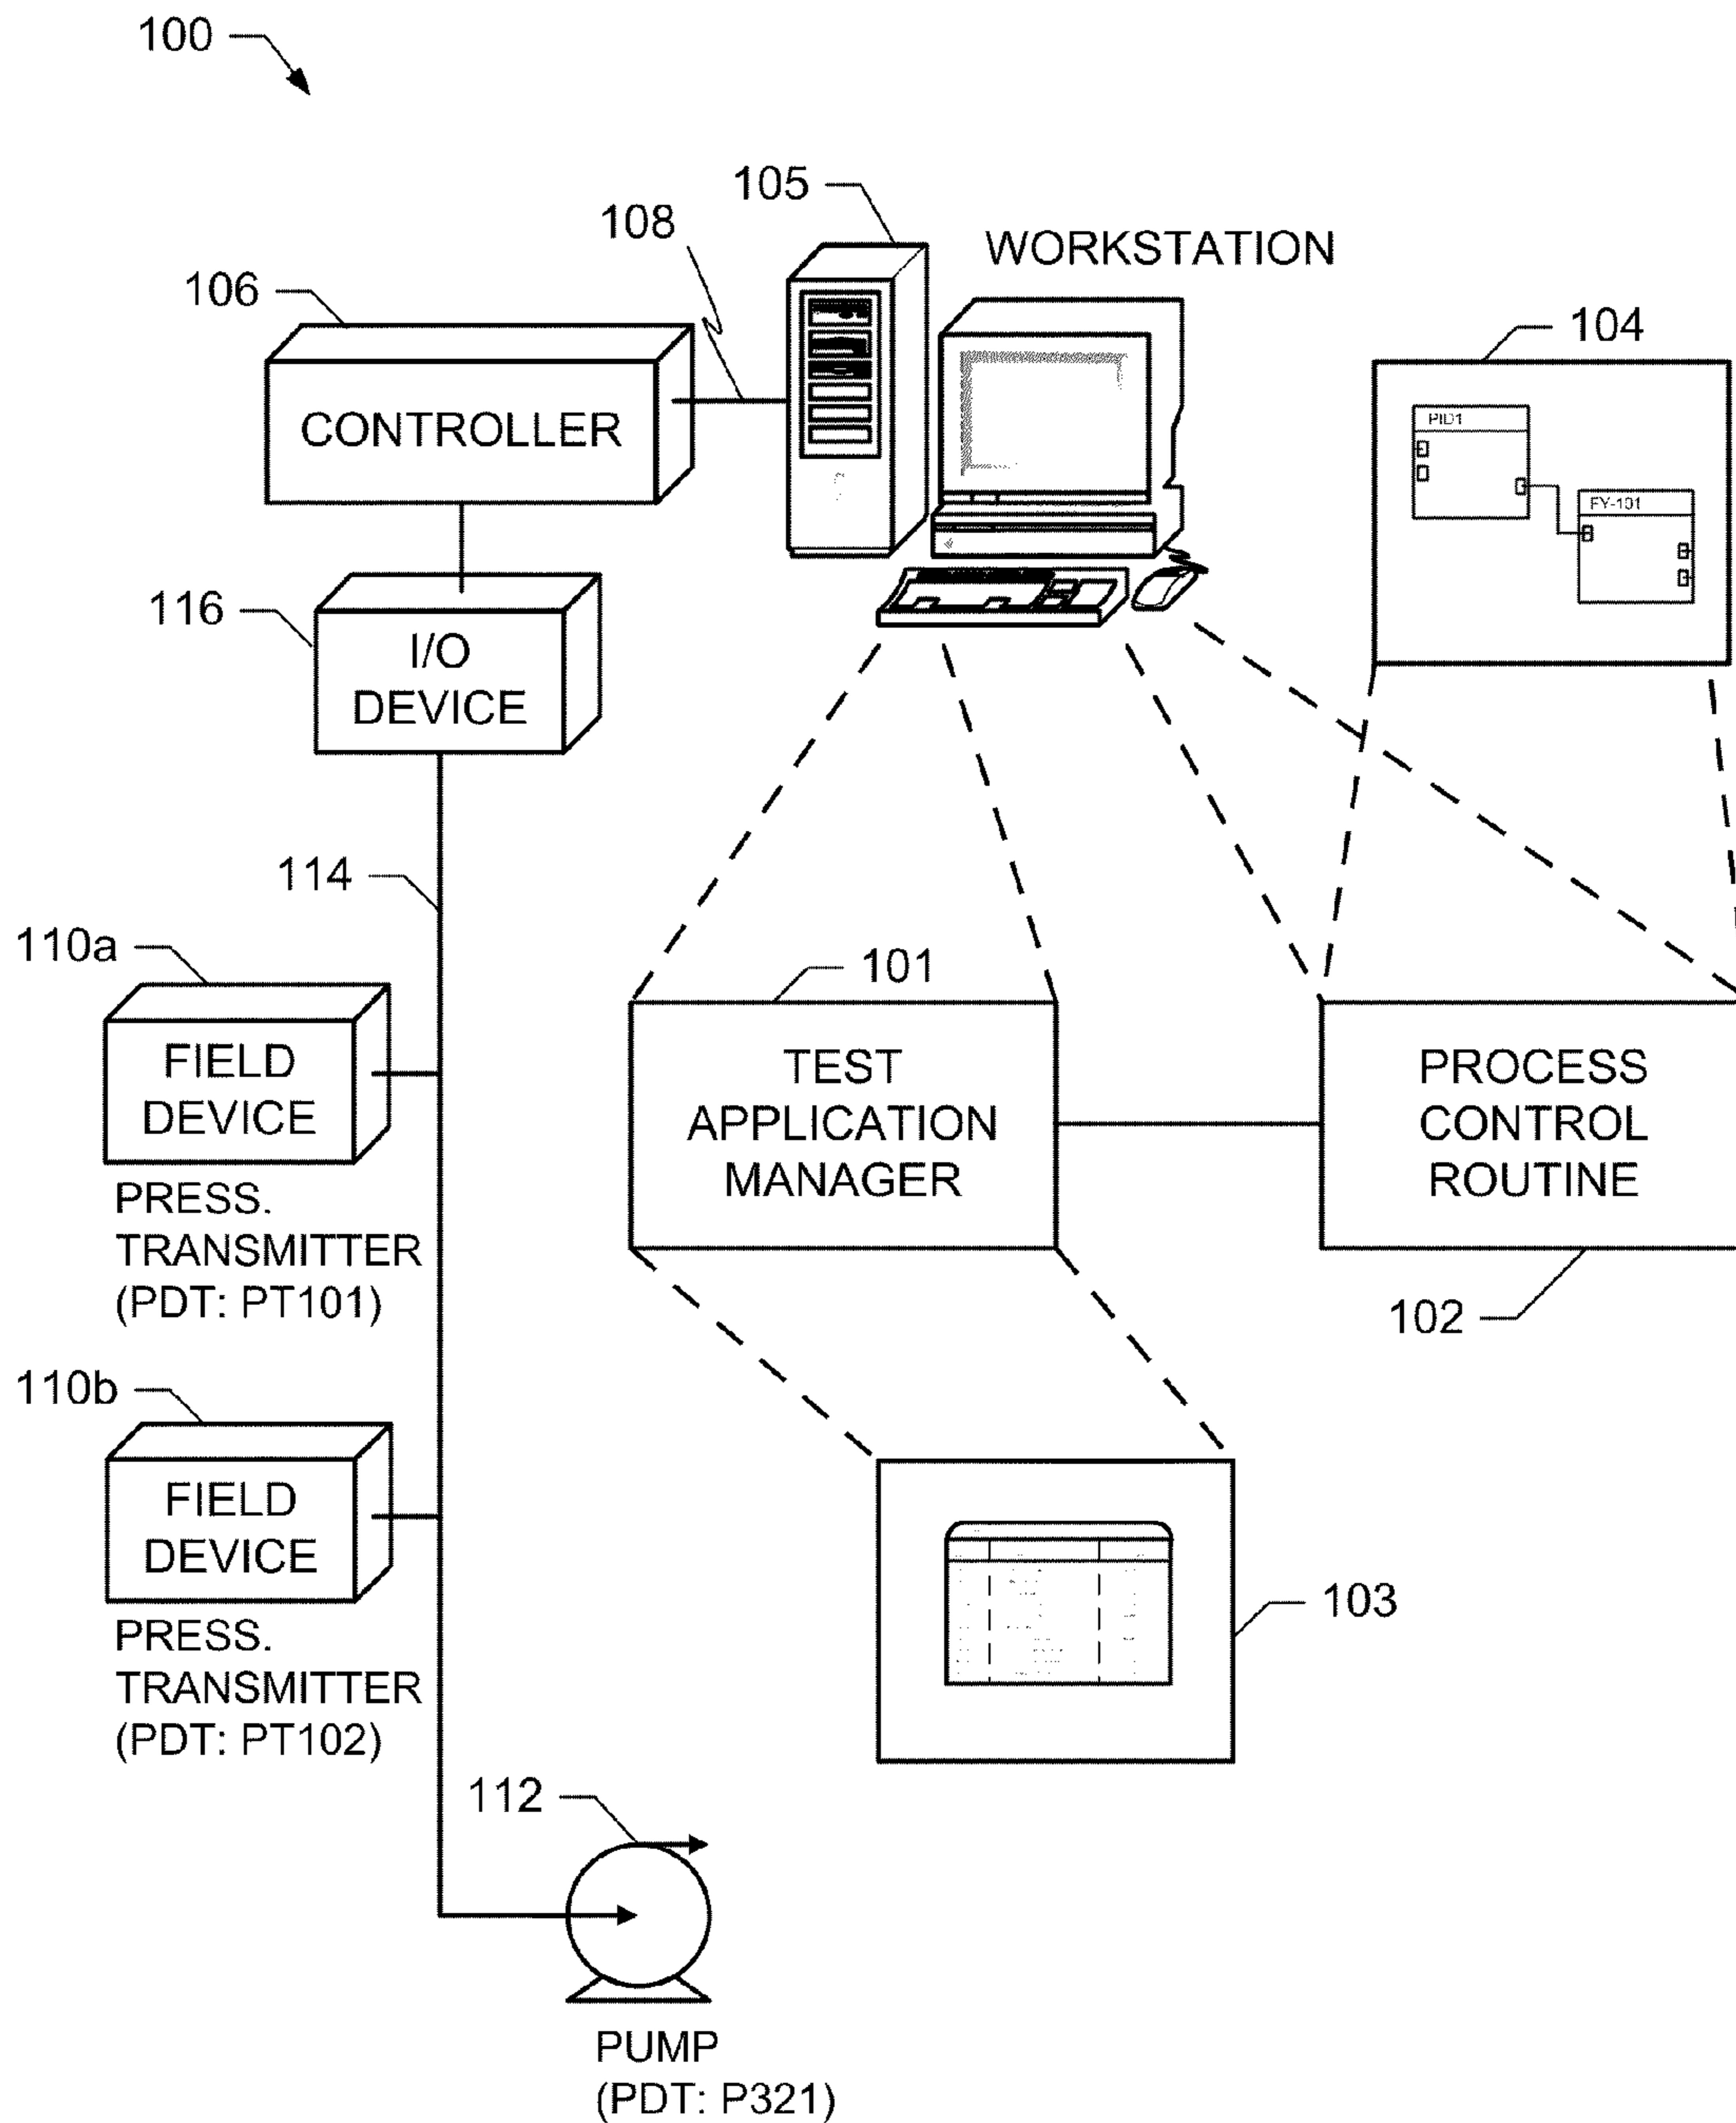 100
105
108
WORKSTATION
106
104
CONTROLLER
PID1
FY-101
116
I/O
DEVICE
114
110a
101
FIELD
DEVICE
TEST
APPLICATION
MANAGER
PROCESS
CONTROL
ROUTINE
PRESS.
TRANSMITTER
(PDT: PT101)
102
110b
FIELD
DEVICE
103
PRESS.
TRANSMITTER
(PDT: PT102)
112
PUMP
(PDT: P321)